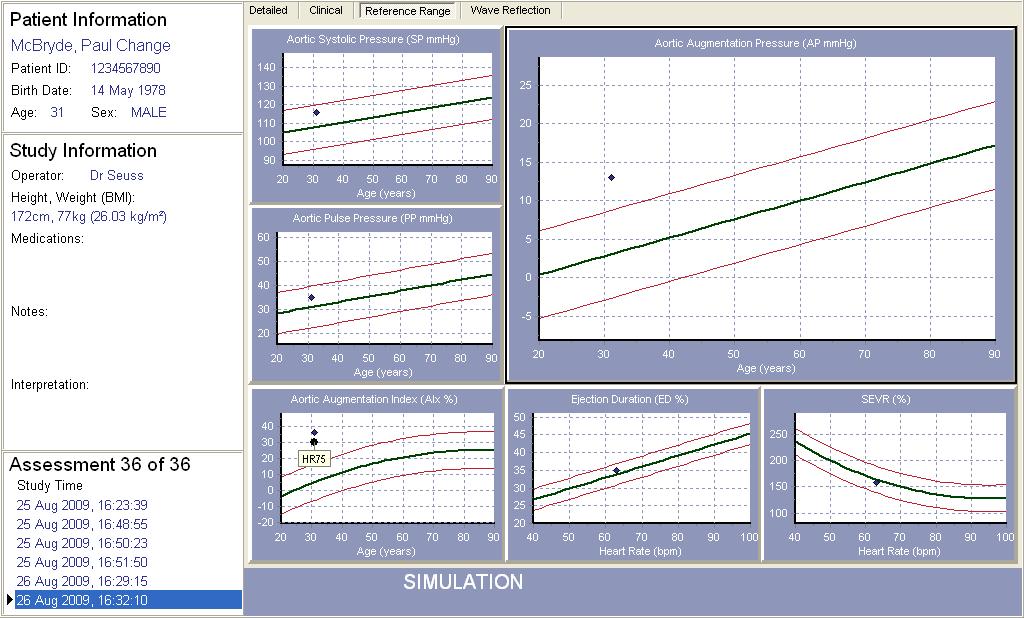 Patient Information
McBryde, Paul Change
Patient ID: 1234567890
Birth Date: 14 May 1978
Age: 31 Sex: MALE
Study Information
Operator: Dr Seuss
Height, Weight (BMI):
172cm, 77kg (26.03 kg/m²)
Medications:
Notes:
Interpretation:
Assessment 36 of 36
Study Time
25 Aug 2009, 16:23:39
25 Aug 2009, 16:48:55
25 Aug 2009, 16:50:23
25 Aug 2009, 16:51:50
26 Aug 2009, 16:29:15
26 Aug 2009, 16:32:10
Detailed Clinical Reference Range Wave Reflection
Aortic Systolic Pressure (SP mmHg)
140
130
120
110
100
90
20 30 40 50 60 70 80 90
Age (years)
Aortic Pulse Pressure (PP mmHg)
60
50
40
30
20
20 30 40 50 60 70 80 90
Age (years)
Aortic Augmentation Pressure (AP mmHg)
25
20
15
10
5
0
-5
20 30 40 50 60 70 80 90
Age (years)
Aortic Augmentation Index (AIx %)
40
30
20
10
0
-10
-20
HR75
20 30 40 50 60 70 80 90
Age (years)
Ejection Duration (ED %)
50
45
40
35
30
25
20
40 50 60 70 80 90 100
Heart Rate (bpm)
SEVR (%)
250
200
150
100
40 50 60 70 80 90 100
Heart Rate (bpm)
SIMULATION